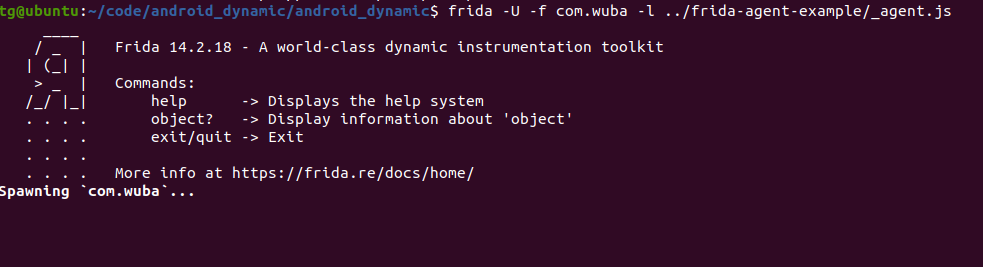 tg@ubuntu:~/code/android_dynamic/android_dynamic$ frida -U -f com.wuba -l ../frida-agent-example/_agent.js
     ____
    / _  |   Frida 14.2.18 - A world-class dynamic instrumentation toolkit
   | (_| |
    > _  |   Commands:
   /_/ |_|       help      -> Displays the help system
   . . . .       object?   -> Display information about 'object'
   . . . .       exit/quit -> Exit
   . . . .
   . . . .   More info at https://frida.re/docs/home/
Spawning `com.wuba`...